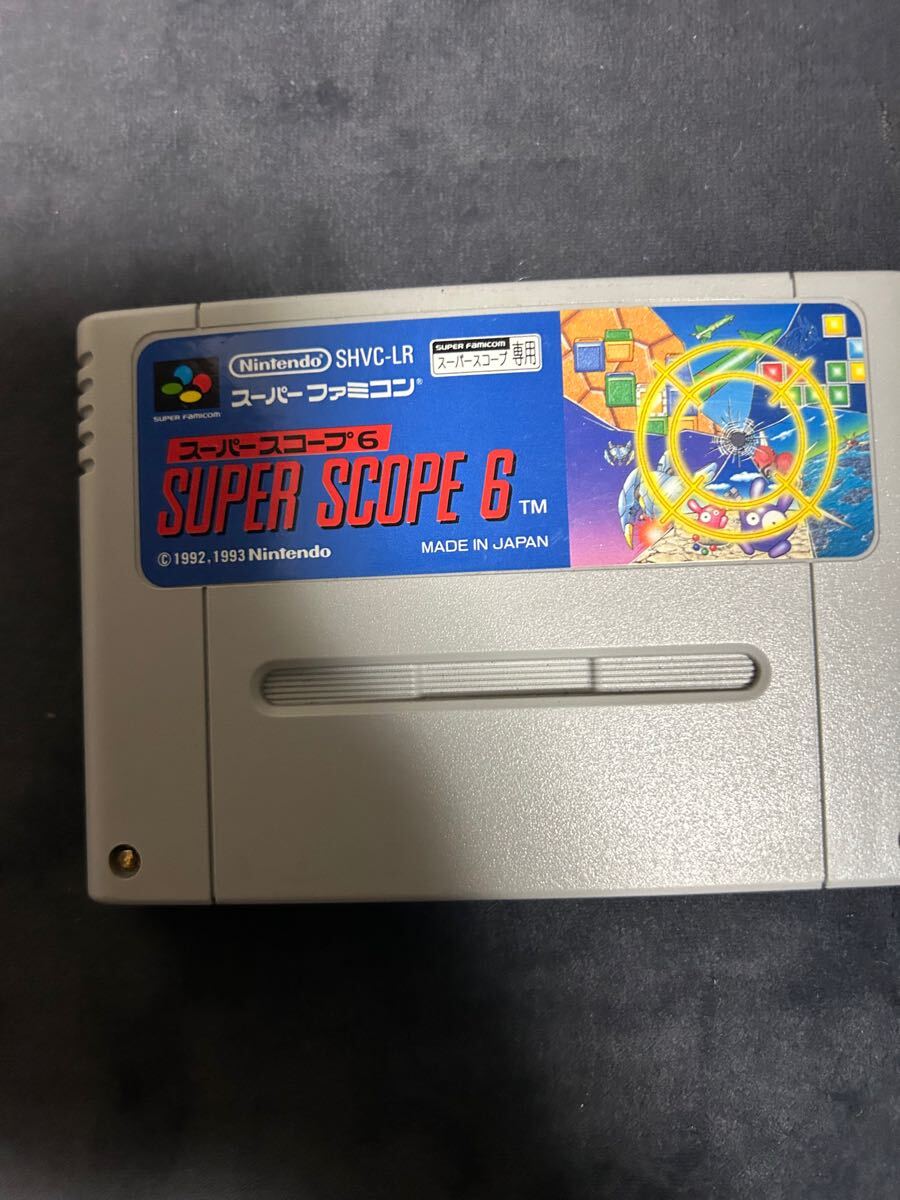 SUPER FAMICOM
Nintendo SHVC-LR
スーパーファミコン®
SUPER FAMICOM
スーパースコープ専用
スーパースコープ6
SUPER SCOPE 6 TM
©1992,1993 Nintendo
MADE IN JAPAN